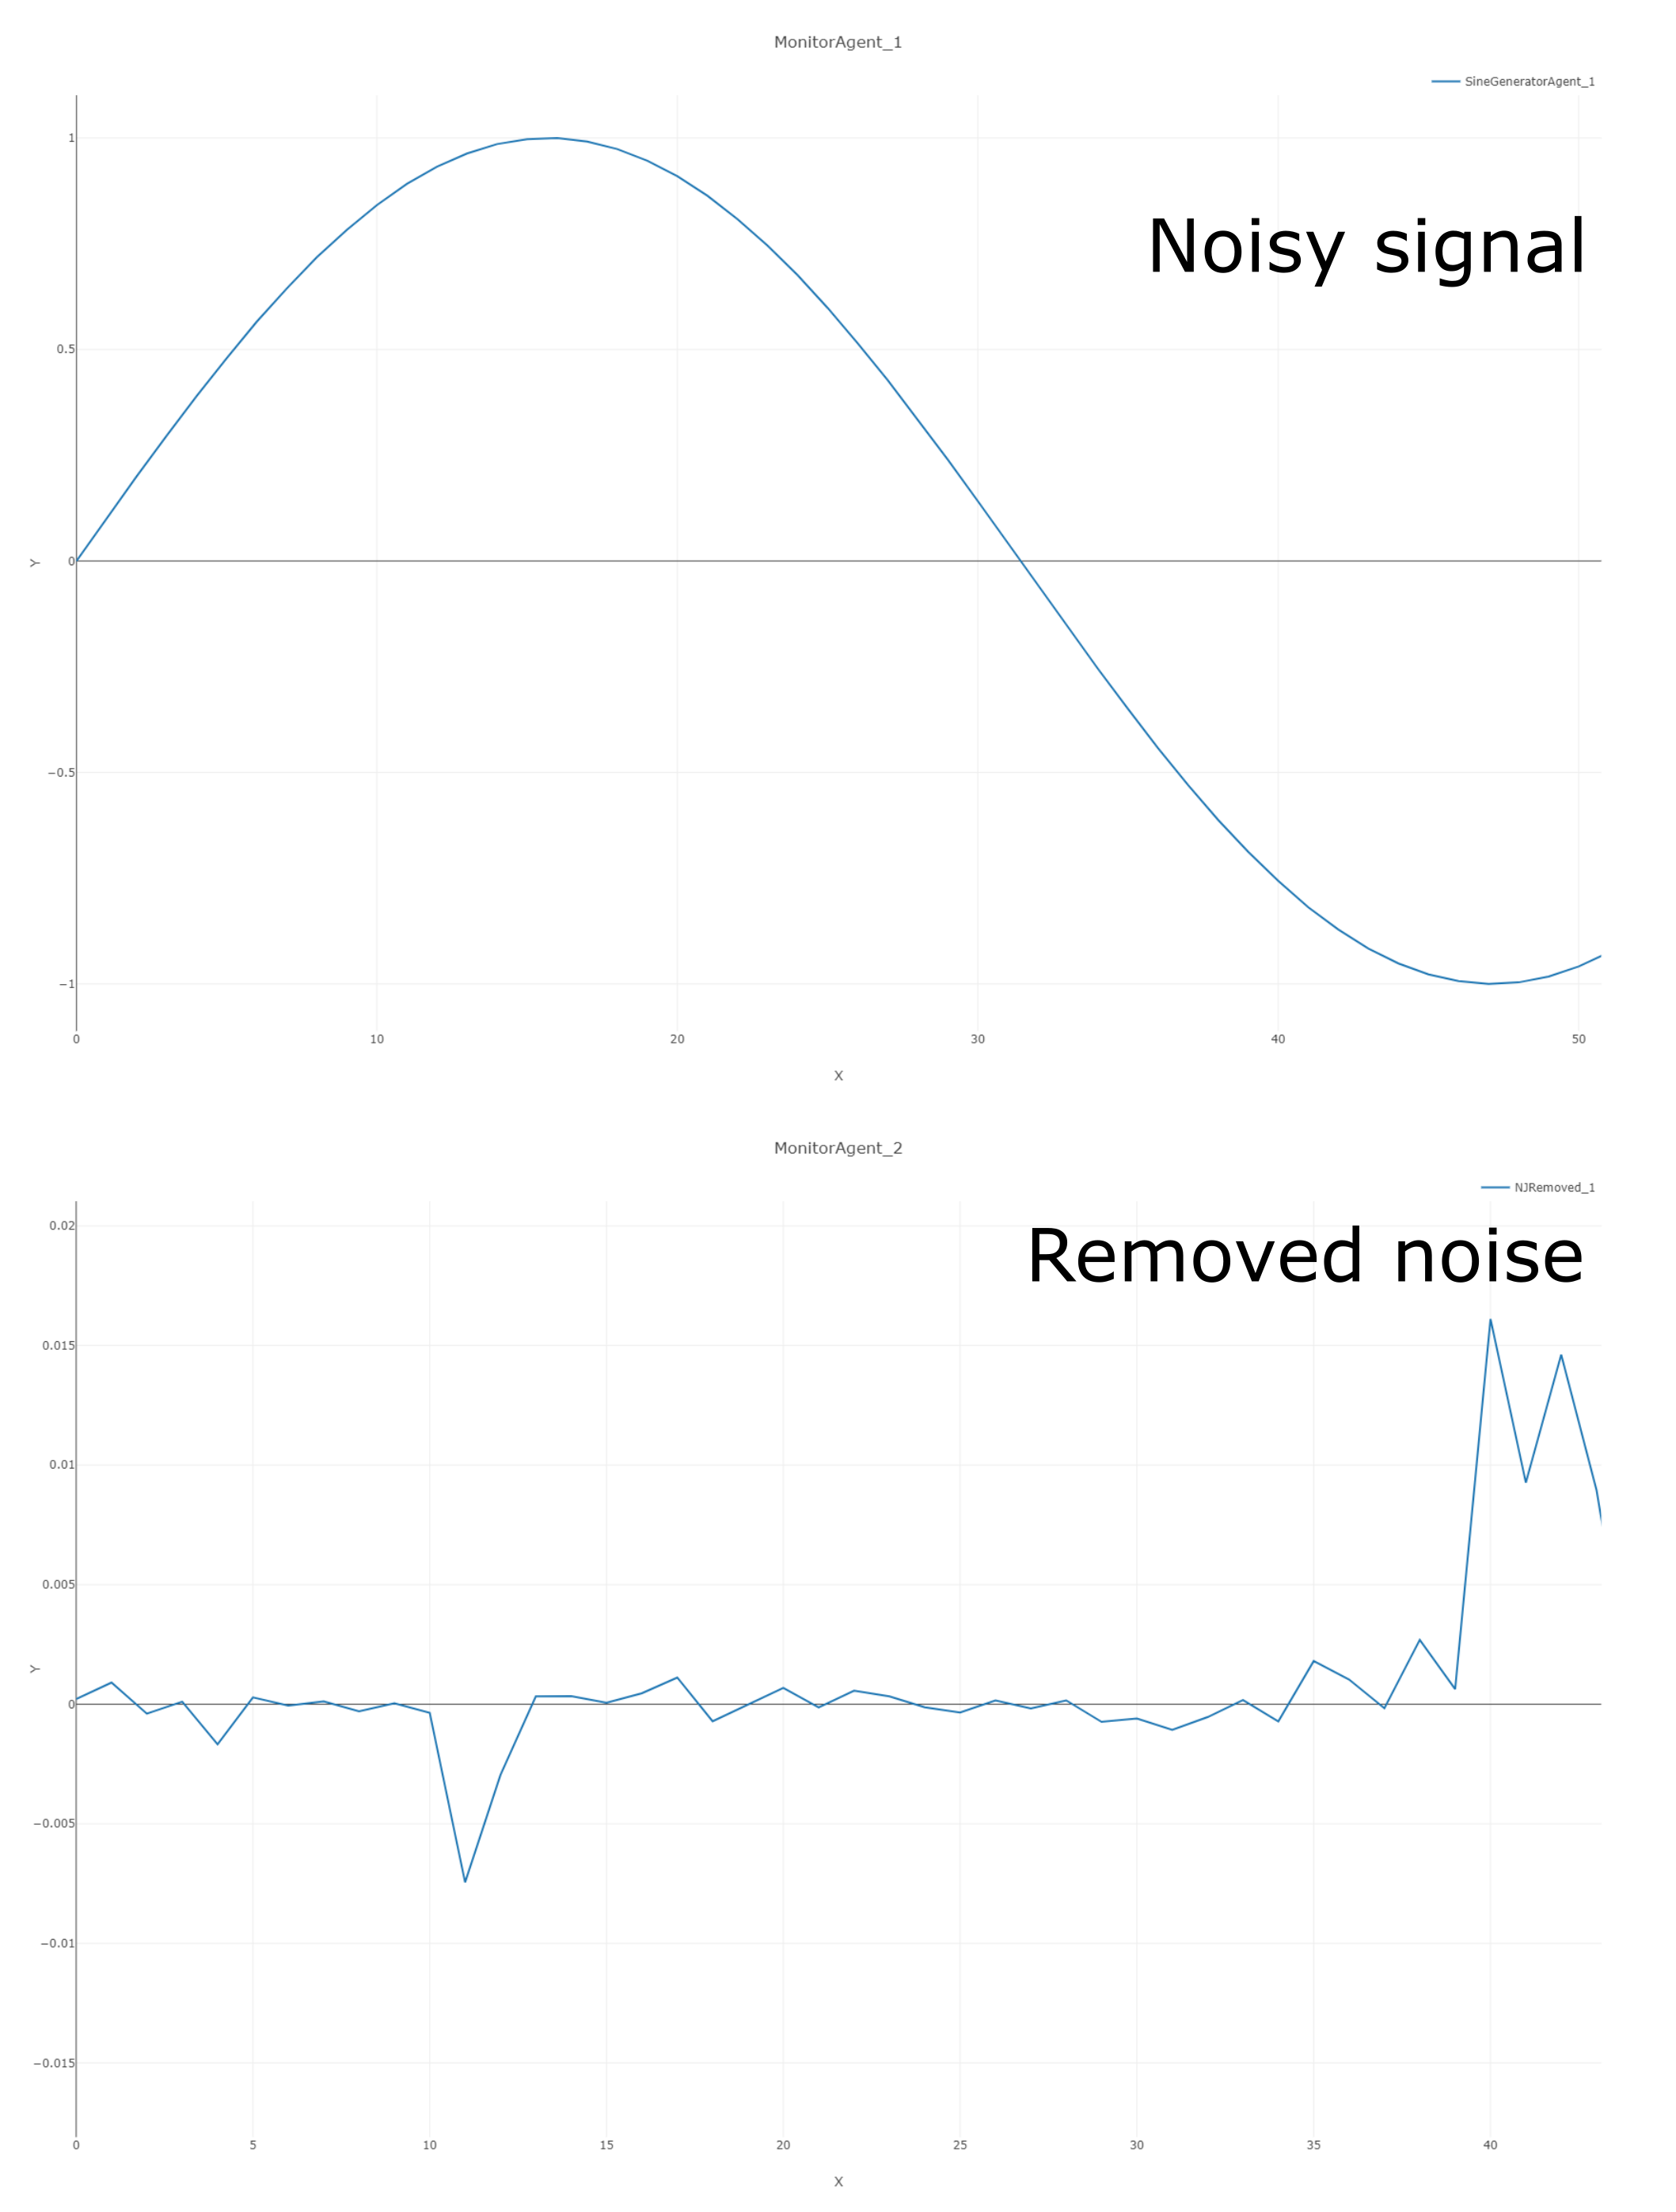 MonitorAgent_1
SineGeneratorAgent_1
Noisy signal
1
0.5
0
−0.5
−1
Y
0 10 20 30 40 50
X
MonitorAgent_2
NJRemoved_1
Removed noise
0.02
0.015
0.01
0.005
0
−0.005
−0.01
−0.015
Y
0 5 10 15 20 25 30 35 40
X